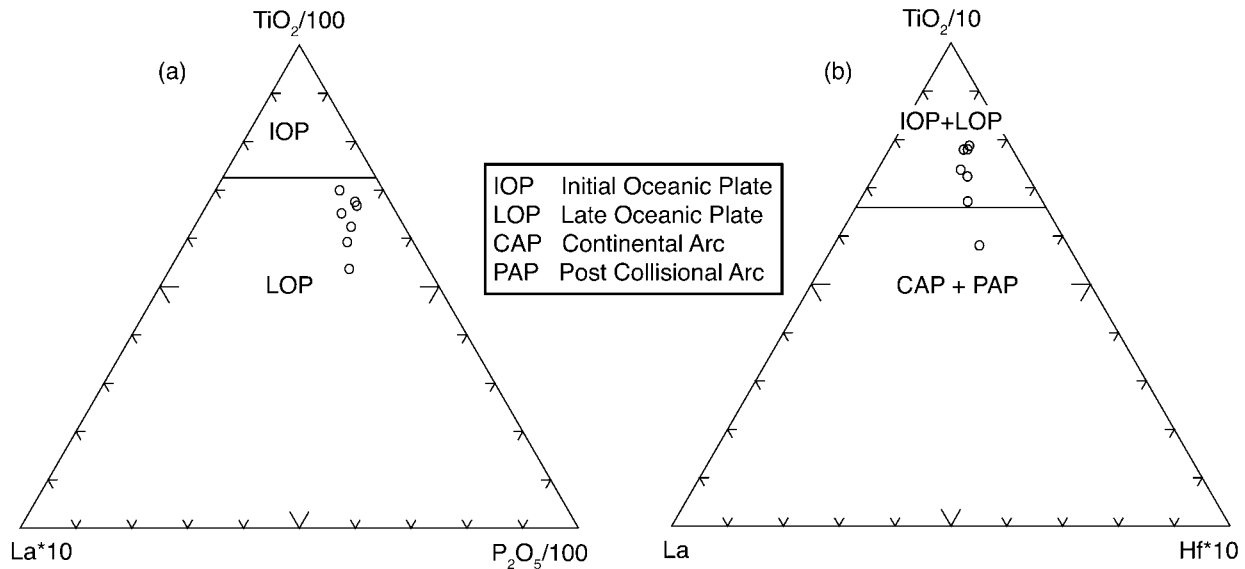 TiO₂/100
(a)
IOP
LOP
La*10
P₂O₅/100
IOP Initial Oceanic Plate
LOP Late Oceanic Plate
CAP Continental Arc
PAP Post Collisional Arc
TiO₂/10
(b)
IOP+LOP
CAP + PAP
La
Hf*10